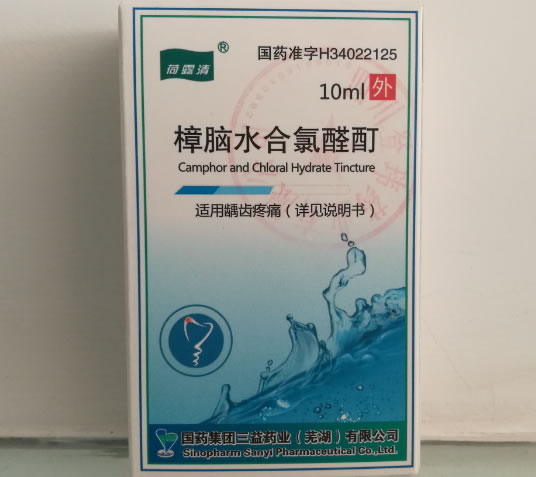 荷露清®
国药准字H34022125
10ml 外
樟脑水合氯醛酊
Camphor and Chloral Hydrate Tincture
适用龋齿疼痛（详见说明书）
国药集团三益药业（芜湖）有限公司
Sinopharm Sanyi Pharmaceutical Co.,Ltd.